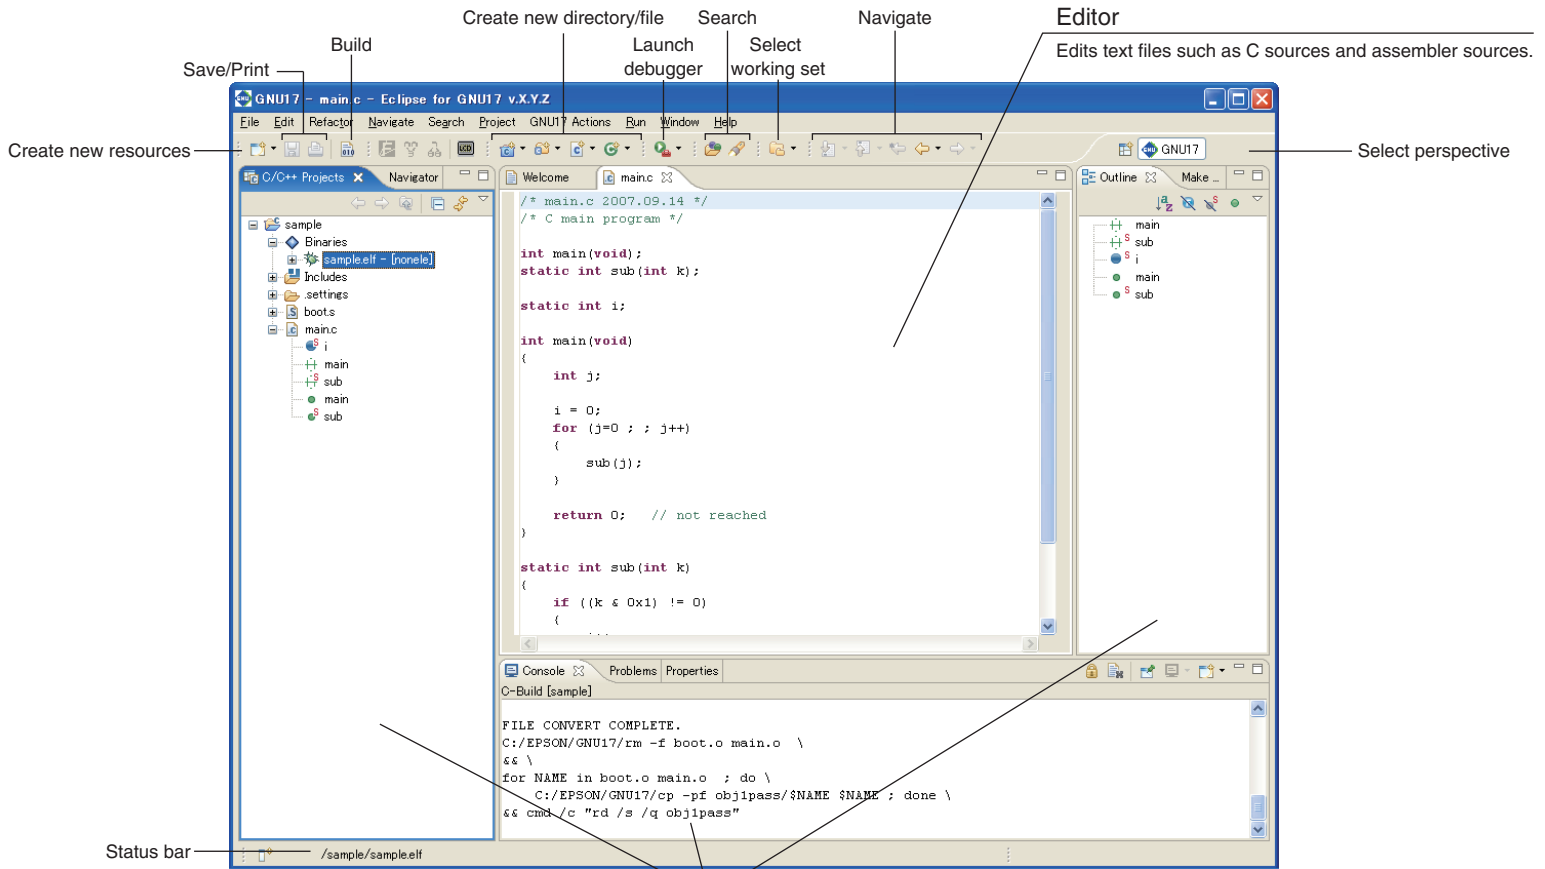 Create new directory/file
Search
Navigate
Editor
Edits text files such as C sources and assembler sources.
Build
Launch
debugger
Select
working set
Save/Print
GNU17 - main.c - Eclipse for GNU17 v.X.Y.Z
File Edit Refactor Navigate Search Project GNU17 Actions Run Window Help
Create new resources
010
LCD
GNU17
Select perspective
C/C++ Projects
Navigator
Welcome
main.c
Outline
Make ...
sample
Binaries
sample.elf - [nonele]
Includes
.settings
boot.s
main.c
i
main
sub
main
sub
/* main.c 2007.09.14 */
/* C main program */
int main(void);
static int sub(int k);
static int i;
int main(void)
{
int j;
i = 0;
for (j=0 ; ; j++)
{
sub(j);
}
return 0; // not reached
}
static int sub(int k)
{
if ((k & 0x1) != 0)
{
main
sub
i
main
sub
Console
Problems
Properties
C-Build [sample]
FILE CONVERT COMPLETE.
C:/EPSON/GNU17/rm -f boot.o main.o \
&& \
for NAME in boot.o main.o ; do \
C:/EPSON/GNU17/cp -pf obj1pass/$NAME $NAME ; done \
&& cmd /c "rd /s /q obj1pass"
Status bar
/sample/sample.elf